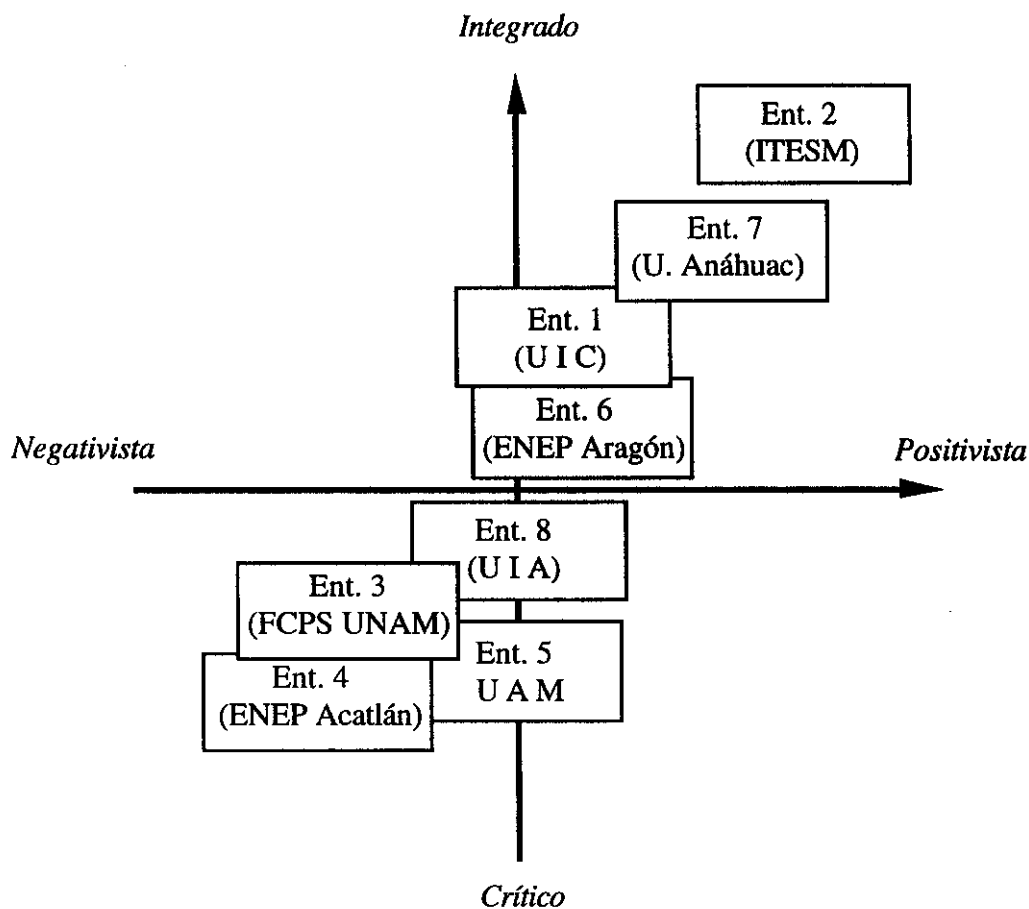 Integrado
Ent. 2
(ITESM)
Ent. 7
(U. Anáhuac)
Ent. 1
(U I C)
Ent. 6
(ENEP Aragón)
Negativista
Positivista
Ent. 8
(U I A)
Ent. 3
(FCPS UNAM)
Ent. 5
U A M
Ent. 4
(ENEP Acatlán)
Crítico